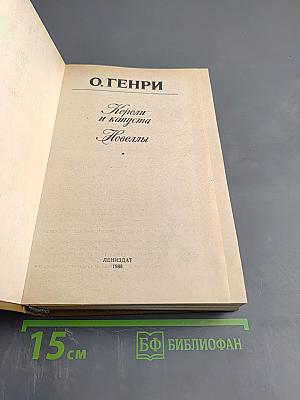 О. ГЕНРИ
Короли
и капуста
Новеллы
ЛЕНИЗДАТ
1986
15 см
БФ БИБЛИОФАН